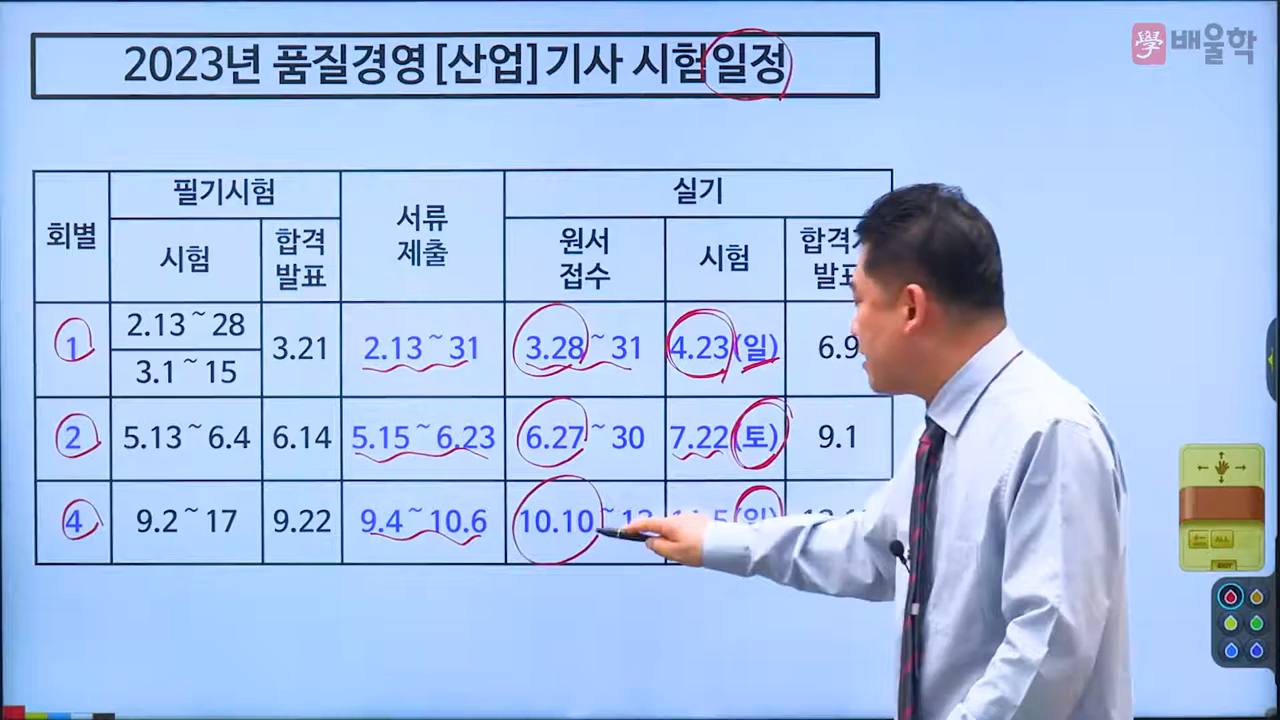 學 배울학
2023년 품질경영[산업]기사 시험일정
회별
필기시험
서류
제출
실기
시험
합격
발표
원서
접수
시험
1
2.13 ~ 28
3.1 ~ 15
3.21
2.13 ~ 31
3.28 ~ 31
4.23(일)
6.9
2
5.13 ~ 6.4
6.14
5.15 ~ 6.23
6.27 ~ 30
7.22(토)
9.1
4
9.2 ~ 17
9.22
9.4 ~ 10.6
10.10 ~
ALL
EXIT